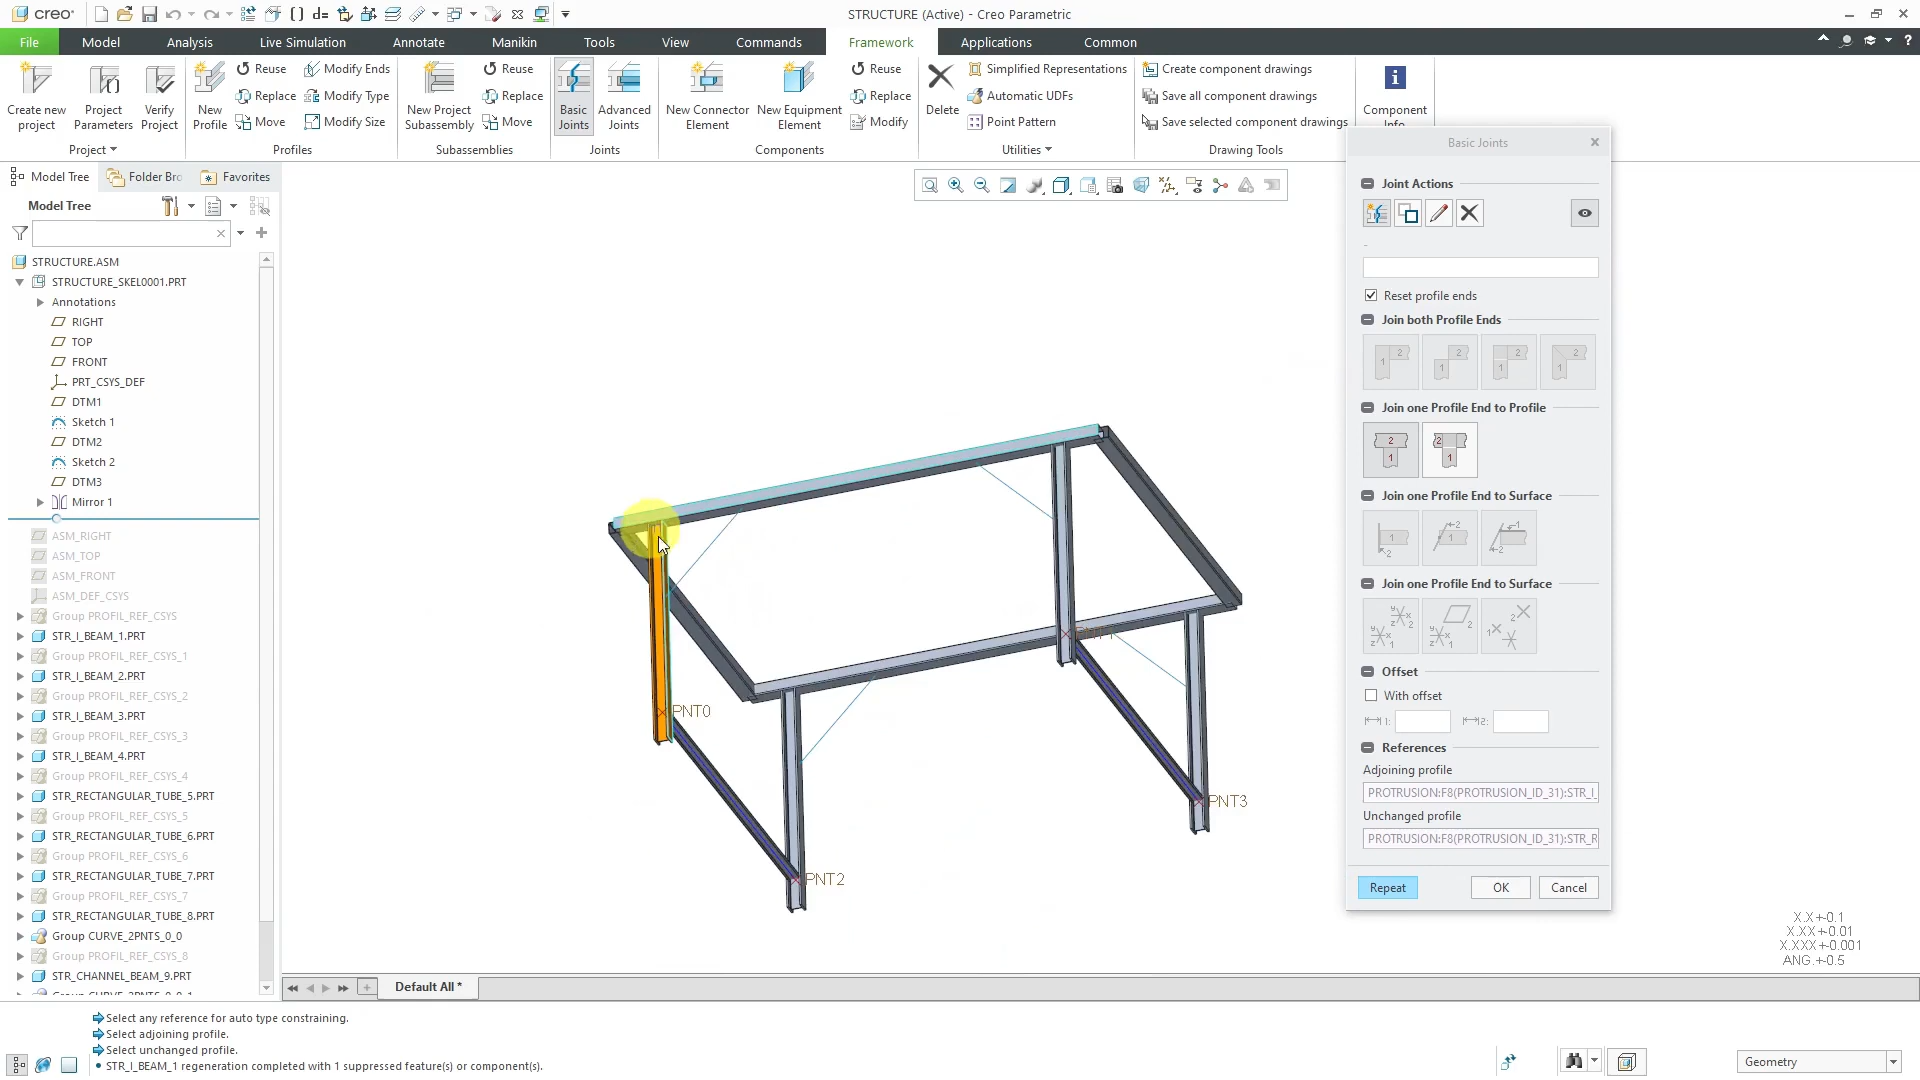 creo
STRUCTURE (Active) - Creo Parametric
File
Model
Analysis
Live Simulation
Annotate
Manikin
Tools
View
Commands
Framework
Applications
Common
Create new project
Project Parameters
Verify Project
Project
New Profile
Reuse
Replace
Move
Modify Ends
Modify Type
Modify Size
Profiles
New Project Subassembly
Reuse
Replace
Move
Subassemblies
Basic Joints
Advanced Joints
Joints
New Connector Element
New Equipment Element
Reuse
Replace
Modify
Components
Delete
Simplified Representations
Automatic UDFs
Point Pattern
Utilities
Create component drawings
Save all component drawings
Save selected component drawings
Drawing Tools
Component
Model Tree
Folder Bro
Favorites
Model Tree
STRUCTURE.ASM
STRUCTURE_SKEL0001.PRT
Annotations
RIGHT
TOP
FRONT
PRT_CSYS_DEF
DTM1
Sketch 1
DTM2
Sketch 2
DTM3
Mirror 1
ASM_RIGHT
ASM_TOP
ASM_FRONT
ASM_DEF_CSYS
Group PROFIL_REF_CSYS
STR_I_BEAM_1.PRT
Group PROFIL_REF_CSYS_1
STR_I_BEAM_2.PRT
Group PROFIL_REF_CSYS_2
STR_I_BEAM_3.PRT
Group PROFIL_REF_CSYS_3
STR_I_BEAM_4.PRT
Group PROFIL_REF_CSYS_4
STR_RECTANGULAR_TUBE_5.PRT
Group PROFIL_REF_CSYS_5
STR_RECTANGULAR_TUBE_6.PRT
Group PROFIL_REF_CSYS_6
STR_RECTANGULAR_TUBE_7.PRT
Group PROFIL_REF_CSYS_7
STR_RECTANGULAR_TUBE_8.PRT
Group CURVE_2PNTS_0_0
Group PROFIL_REF_CSYS_8
STR_CHANNEL_BEAM_9.PRT
PNT0
PNT2
PNT3
Basic Joints
Joint Actions
-
Reset profile ends
Join both Profile Ends
Join one Profile End to Profile
Join one Profile End to Surface
Join one Profile End to Surface
Offset
With offset
1:
2:
References
Adjoining profile
PROTRUSION:F8(PROTRUSION_ID_31):STR_I_
Unchanged profile
PROTRUSION:F8(PROTRUSION_ID_31):STR_R
Repeat
OK
Cancel
X.X+-0.1
X.XX+-0.01
X.XXX+-0.001
ANG.+-0.5
Default All *
Select any reference for auto type constraining.
Select adjoining profile.
Select unchanged profile.
• STR_I_BEAM_1 regeneration completed with 1 suppressed feature(s) or component(s).
Geometry